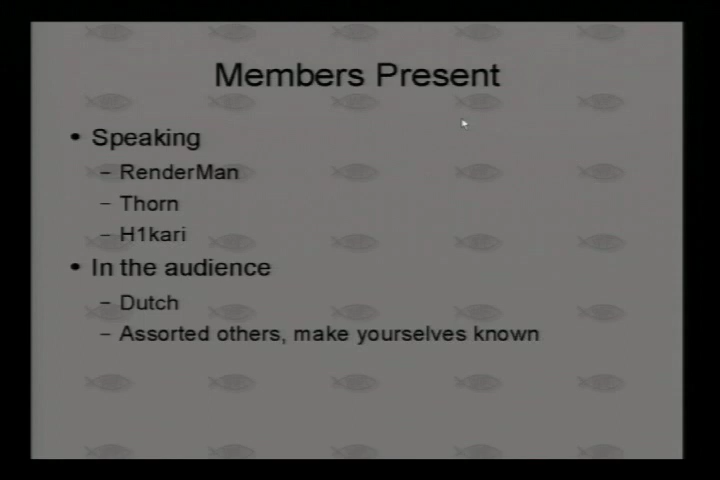 Members Present
• Speaking
– RenderMan
– Thorn
– H1kari
• In the audience
– Dutch
– Assorted others, make yourselves known